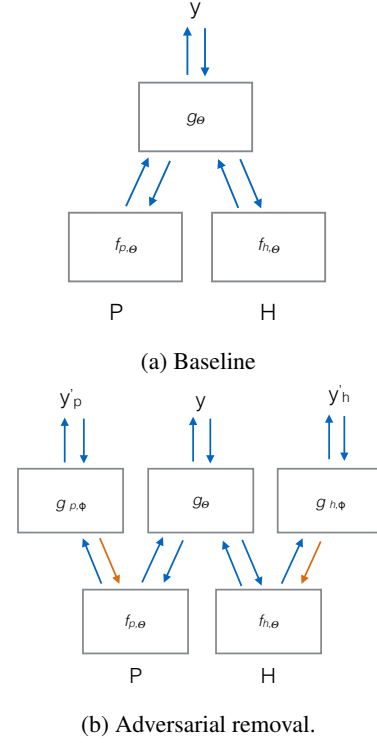 y
gθ
fp,θ fh,θ
P H
(a) Baseline
y'p y y'h
g p,Φ gθ g h,Φ
fp,θ fh,θ
P H
(b) Adversarial removal.